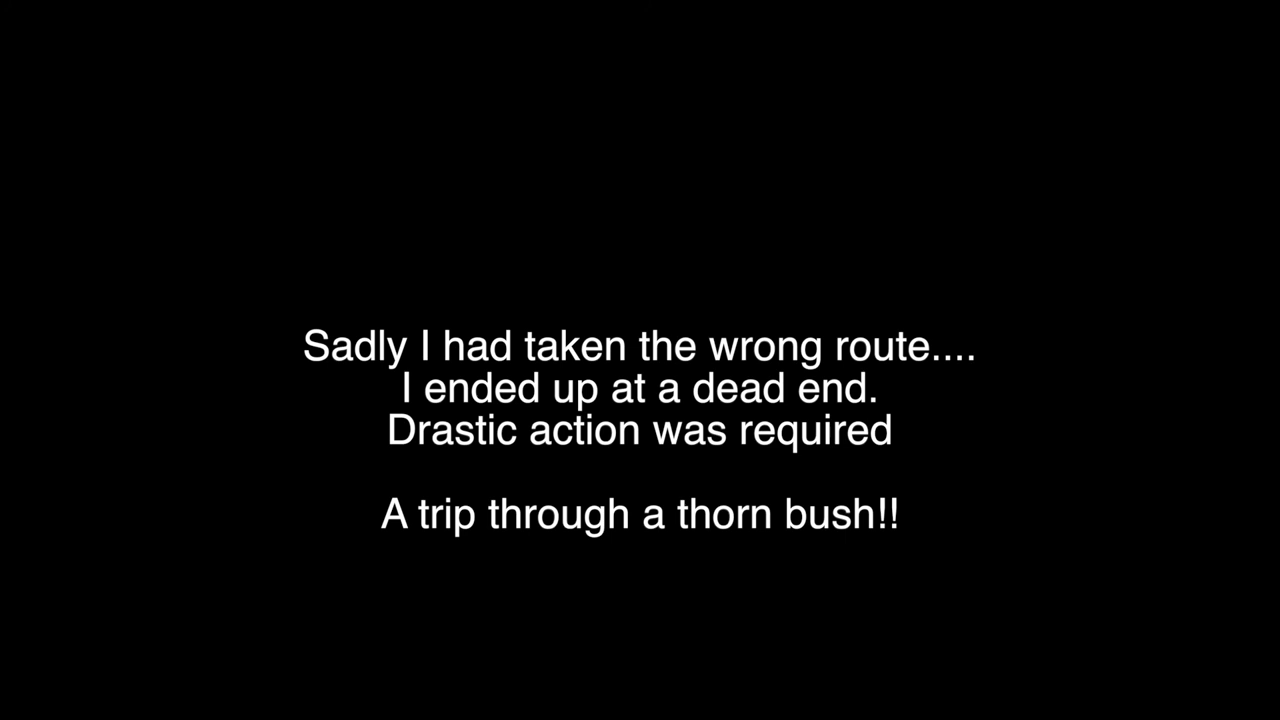 Sadly I had taken the wrong route....
I ended up at a dead end.
Drastic action was required
A trip through a thorn bush!!